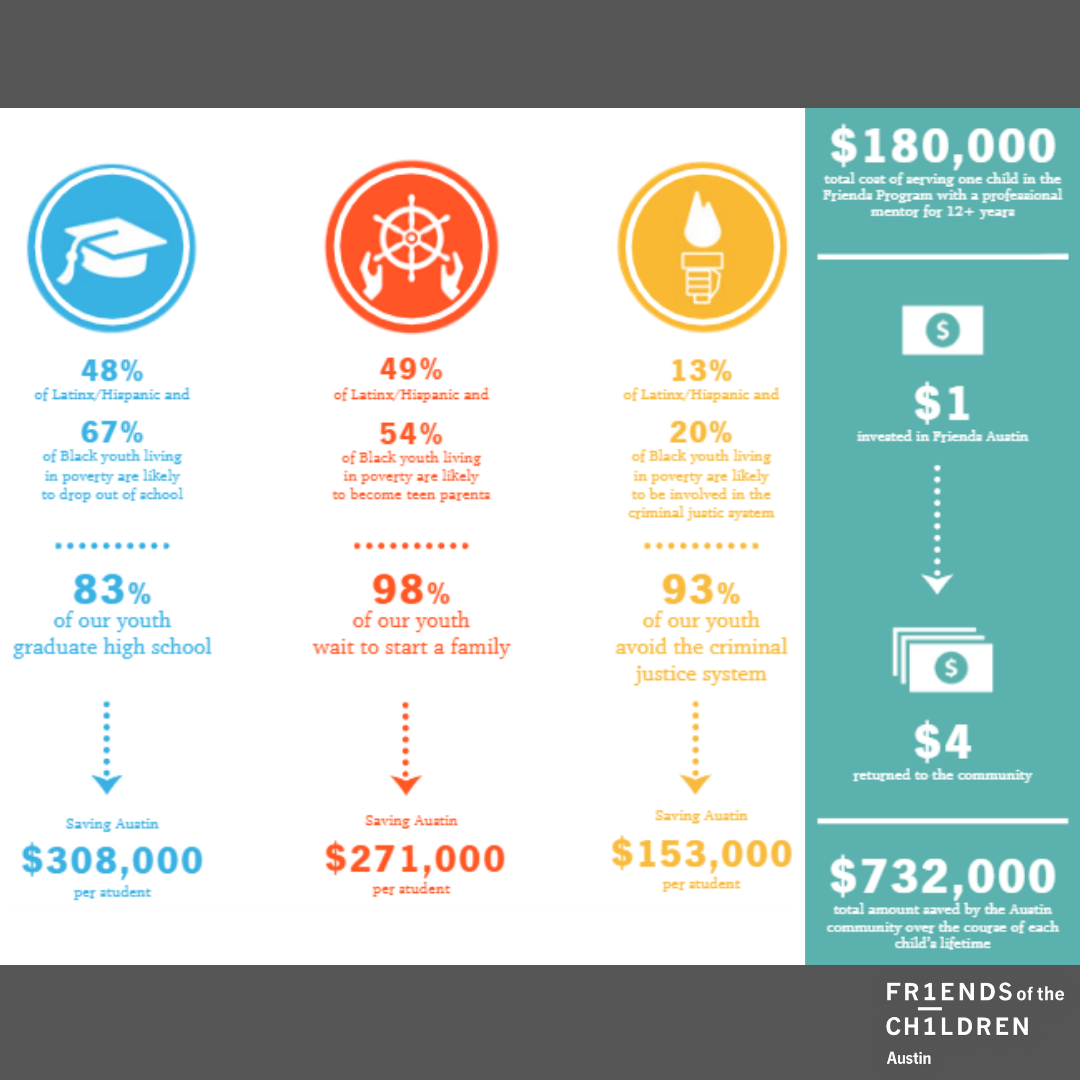 48%
of Latinx/Hispanic and
67%
of Black youth living
in poverty are likely
to drop out of school
83%
of our youth
graduate high school
Saving Austin
$308,000
per student
49%
of Latinx/Hispanic and
54%
of Black youth living
in poverty are likely
to become teen parents
98%
of our youth
wait to start a family
Saving Austin
$271,000
per student
13%
of Latinx/Hispanic and
20%
of Black youth living
in poverty are likely
to be involved in the
criminal justic system
93%
of our youth
avoid the criminal
justice system
Saving Austin
$153,000
per student
$180,000
total cost of serving one child in the
Friends Program with a professional
mentor for 12+ years
$
$1
invested in Friends Austin
$
$4
returned to the community
$732,000
total amount saved by the Austin
community over the course of each
child's lifetime
FR1ENDS of the
CH1LDREN
Austin